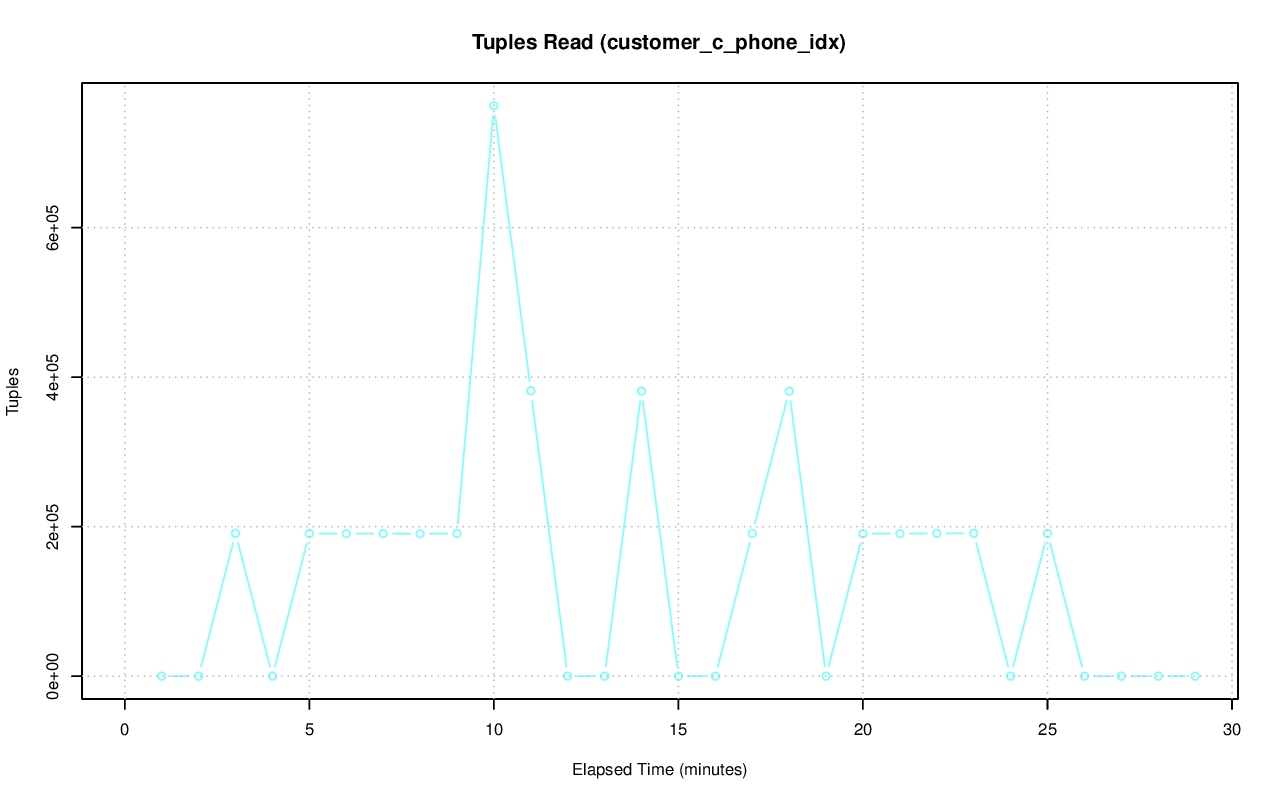 Tuples Read (customer_c_phone_idx)
6e+05
4e+05
2e+05
0e+00
Tuples
0 5 10 15 20 25 30
Elapsed Time (minutes)